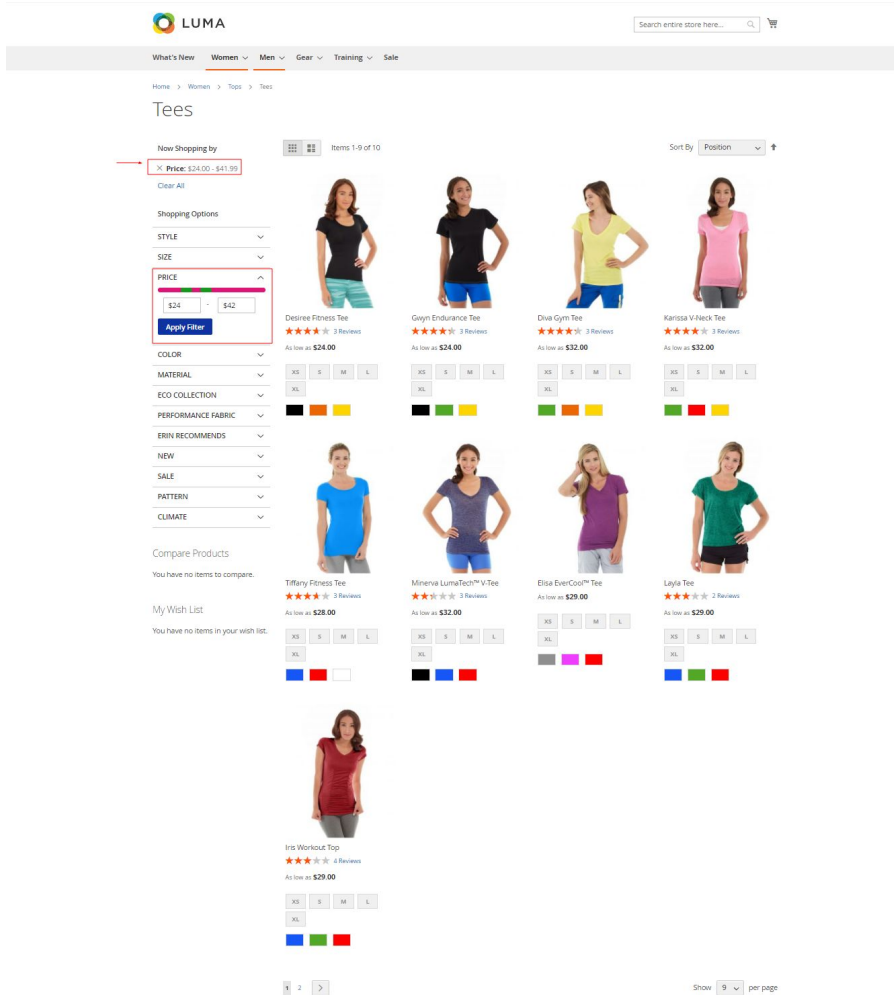 LUMA
Search entire store here...
What's New Women Men Gear Training Sale
Home > Women > Tops > Tees
Tees
Now Shopping by
× Price: $24.00 - $41.99
Clear All
Shopping Options
STYLE
SIZE
PRICE
$24 - $42
Apply Filter
COLOR
MATERIAL
ECO COLLECTION
PERFORMANCE FABRIC
ERIN RECOMMENDS
NEW
SALE
PATTERN
CLIMATE
Compare Products
You have no items to compare.
My Wish List
You have no items in your wish list.
Items 1-9 of 10
Sort By Position
Desiree Fitness Tee
3 Reviews
As low as $24.00
XS S M L
XL
Gwyn Endurance Tee
3 Reviews
As low as $24.00
XS S M L
XL
Diva Gym Tee
3 Reviews
As low as $32.00
XS S M L
XL
Karissa V-Neck Tee
3 Reviews
As low as $32.00
XS S M L
XL
Tiffany Fitness Tee
3 Reviews
As low as $28.00
XS S M L
XL
Minerva LumaTech™ V-Tee
3 Reviews
As low as $32.00
XS S M L
XL
Elisa EverCool™ Tee
As low as $29.00
XS S M L
XL
Layla Tee
2 Reviews
As low as $29.00
XS S M L
XL
Iris Workout Top
4 Reviews
As low as $29.00
XS S M L
XL
1 2 >
Show 9 per page